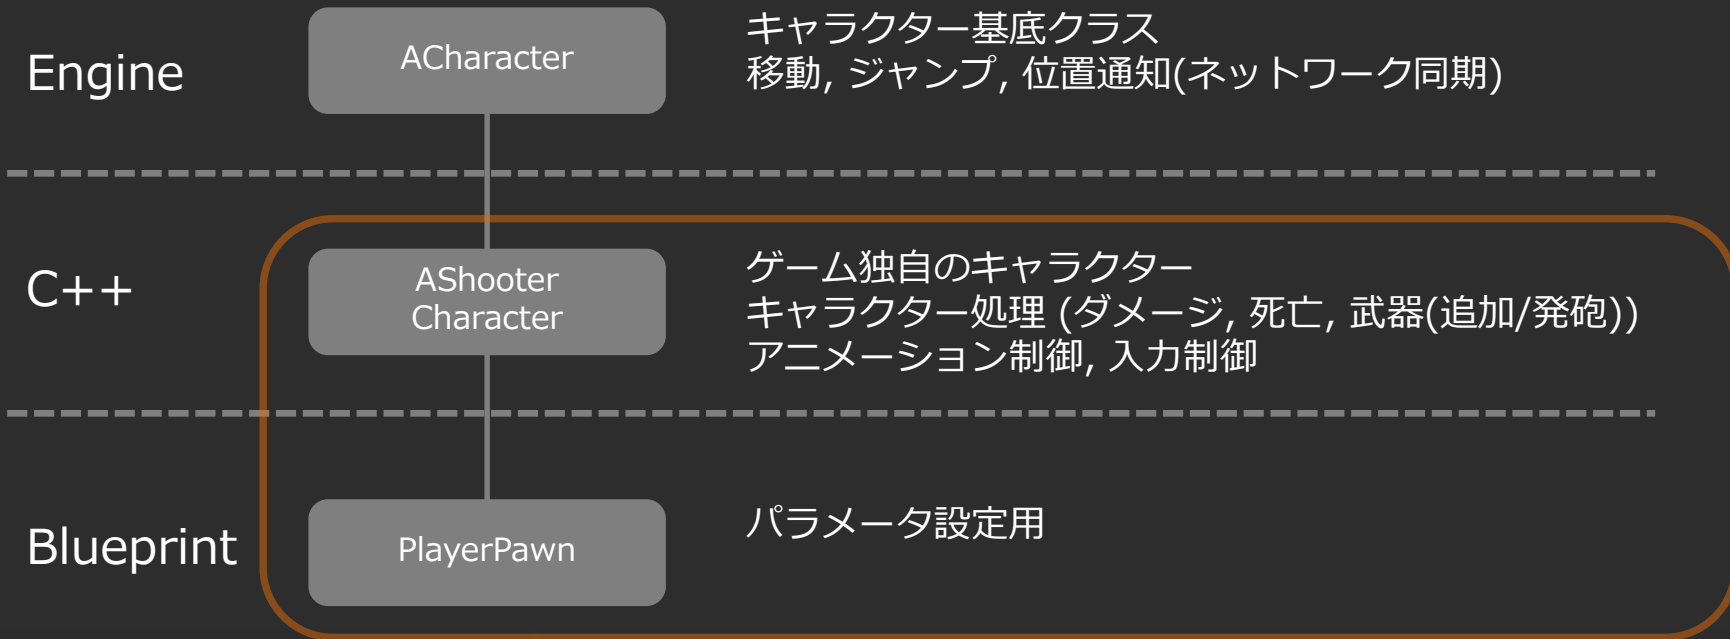 Engine
ACharacter
キャラクター基底クラス
移動, ジャンプ, 位置通知(ネットワーク同期)
C++
AShooter
Character
ゲーム独自のキャラクター
キャラクター処理 (ダメージ, 死亡, 武器(追加/発砲))
アニメーション制御, 入力制御
Blueprint
PlayerPawn
パラメータ設定用